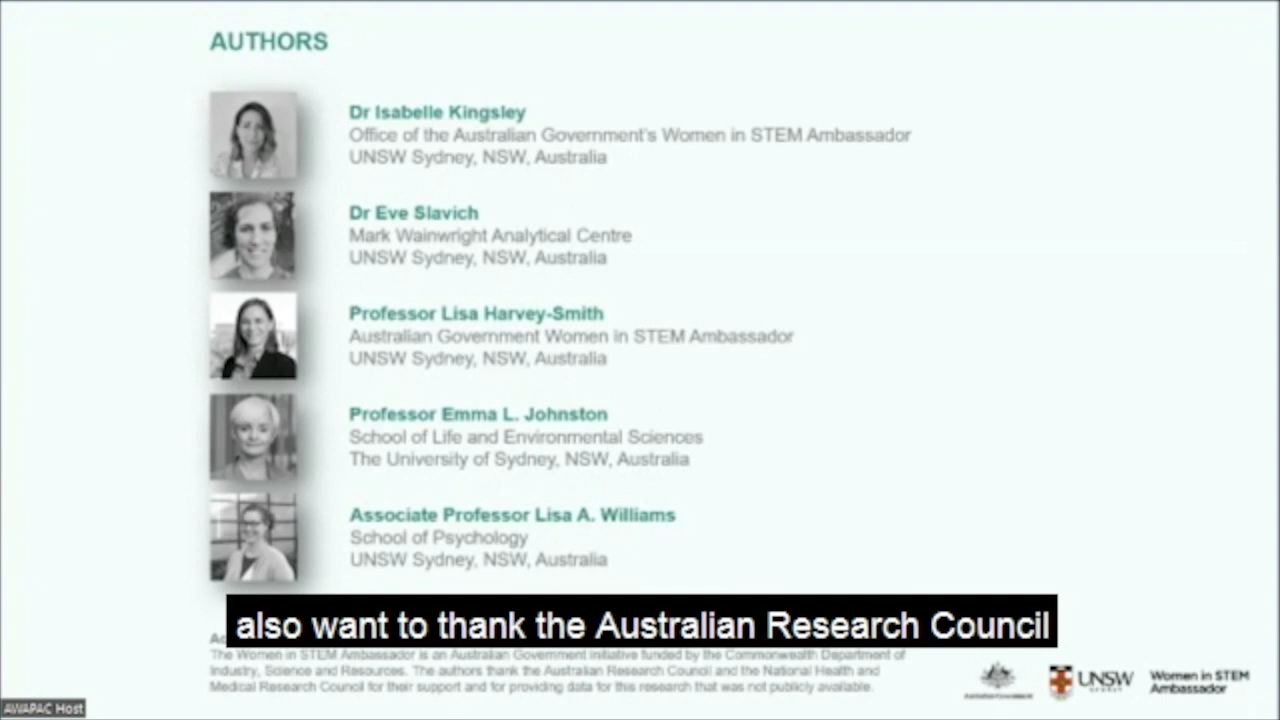 AUTHORS
Dr Isabelle Kingsley
Office of the Australian Government's Women in STEM Ambassador
UNSW Sydney, NSW, Australia
Dr Eve Slavich
Mark Wainwright Analytical Centre
UNSW Sydney, NSW, Australia
Professor Lisa Harvey-Smith
Australian Government Women in STEM Ambassador
UNSW Sydney, NSW, Australia
Professor Emma L. Johnston
School of Life and Environmental Sciences
The University of Sydney, NSW, Australia
Associate Professor Lisa A. Williams
School of Psychology
UNSW Sydney, NSW, Australia
also want to thank the Australian Research Council
The Women in STEM Ambassador is an Australian Government initiative funded by the Commonwealth Department of
Industry, Science and Resources. The authors thank the Australian Research Council and the National Health and
Medical Research Council for their support and for providing data for this research that was not publicly available.
Australian Government
UNSW
SYDNEY
Women in STEM
Ambassador
AWAPAC Host